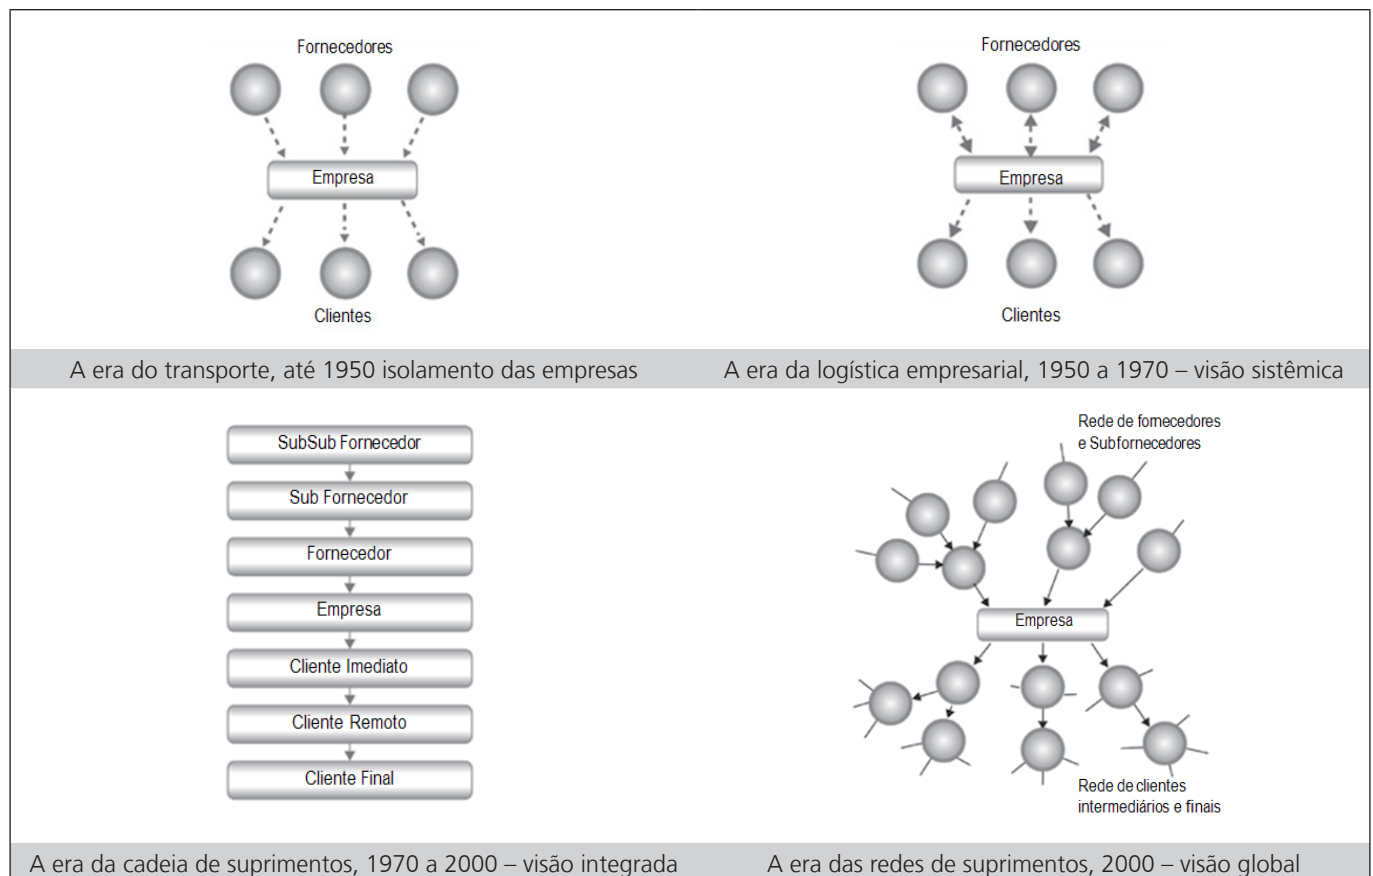 Fornecedores
Empresa
Clientes
Fornecedores
Empresa
Clientes
A era do transporte, até 1950 isolamento das empresas
A era da logística empresarial, 1950 a 1970 – visão sistêmica
SubSub Fornecedor
Sub Fornecedor
Fornecedor
Empresa
Cliente Imediato
Cliente Remoto
Cliente Final
Rede de fornecedores
e Subfornecedores
Empresa
Rede de clientes
intermediários e finais
A era da cadeia de suprimentos, 1970 a 2000 – visão integrada
A era das redes de suprimentos, 2000 – visão global